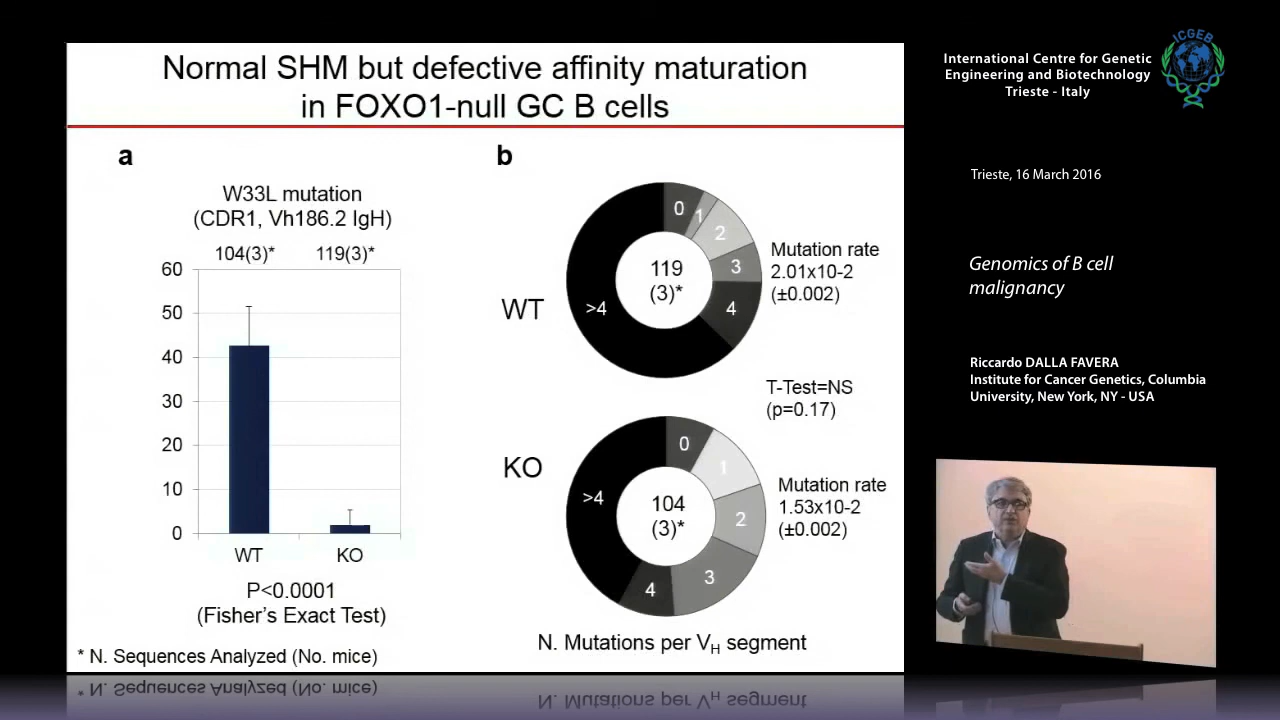 Normal SHM but defective affinity maturation
in FOXO1-null GC B cells
a
W33L mutation
(CDR1, Vh186.2 IgH)
104(3)* 119(3)*
60
50
40
30
20
10
0
WT KO
P<0.0001
(Fisher's Exact Test)
* N. Sequences Analyzed (No. mice)
b
WT
0
1
2
3
4
>4
119
(3)*
Mutation rate
2.01x10-2
(±0.002)
T-Test=NS
(p=0.17)
KO
0
1
2
3
4
>4
104
(3)*
Mutation rate
1.53x10-2
(±0.002)
N. Mutations per VH segment
ICGEB
International Centre for Genetic
Engineering and Biotechnology
Trieste - Italy
Trieste, 16 March 2016
Genomics of B cell
malignancy
Riccardo DALLA FAVERA
Institute for Cancer Genetics, Columbia
University, New York, NY - USA